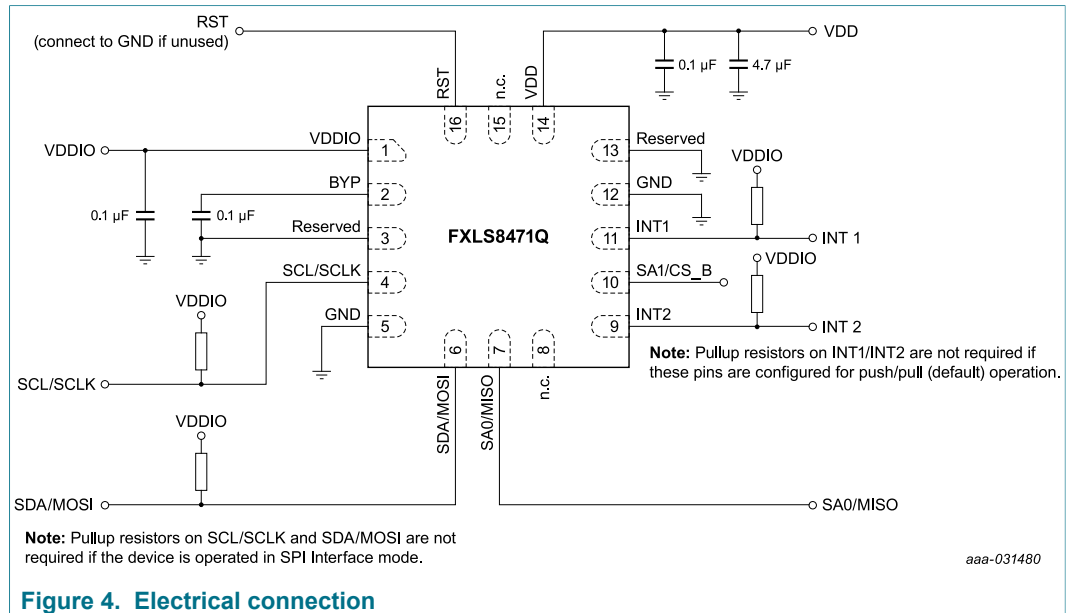 RST
(connect to GND if unused)
VDD
0.1 µF
4.7 µF
RST
n.c.
VDD
16
15
14
VDDIO
VDDIO
1
13
Reserved
VDDIO
BYP
2
12
GND
0.1 µF
0.1 µF
Reserved
3
FXLS8471Q
11
INT1
INT 1
VDDIO
SCL/SCLK
4
10
SA1/CS_B
VDDIO
GND
5
9
INT2
INT 2
6
7
8
SCL/SCLK
Note: Pullup resistors on INT1/INT2 are not required if
these pins are configured for push/pull (default) operation.
SDA/MOSI
SA0/MISO
n.c.
VDDIO
SDA/MOSI
SA0/MISO
Note: Pullup resistors on SCL/SCLK and SDA/MOSI are not
required if the device is operated in SPI Interface mode.
aaa-031480
Figure 4. Electrical connection